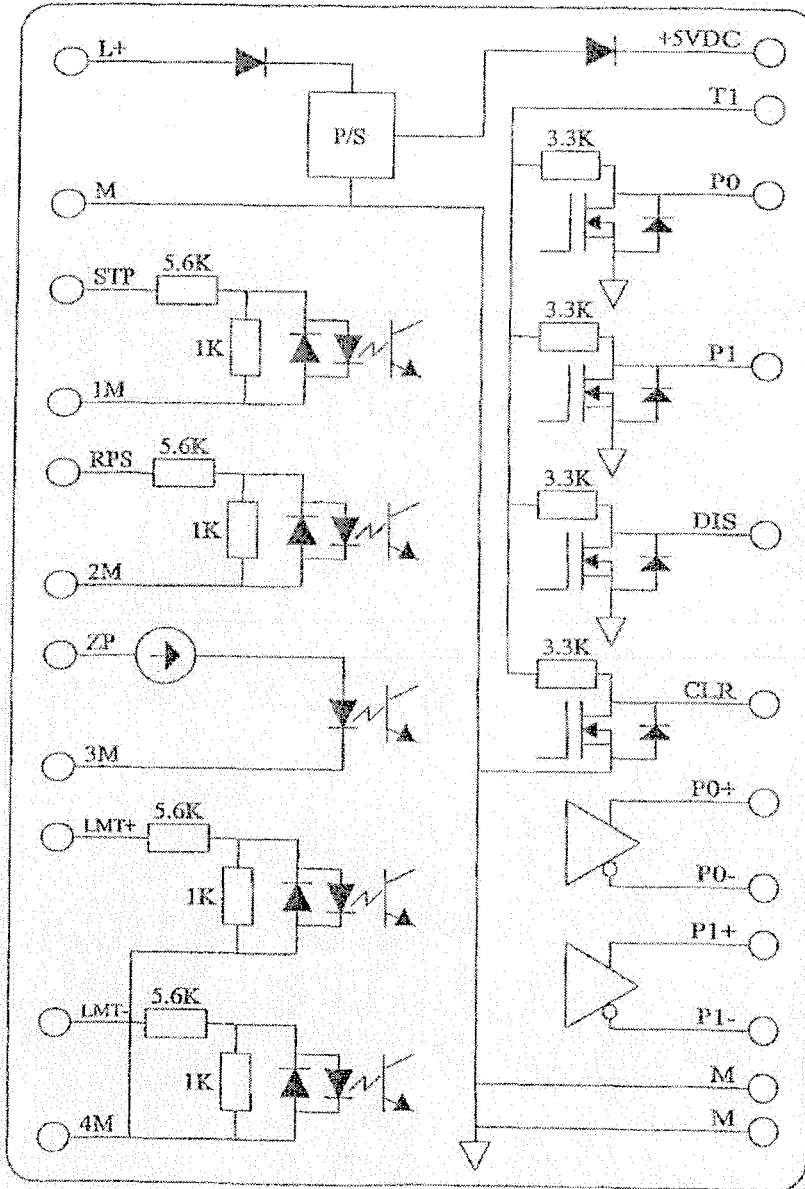 L+
+5VDC
T1
P/S
3.3K
M
P0
STP
5.6K
1K
3.3K
1M
P1
RPS
5.6K
1K
3.3K
2M
DIS
ZP
3.3K
CLR
3M
P0+
LMT+
5.6K
1K
P0-
P1+
LMT-
5.6K
1K
P1-
M
4M
M